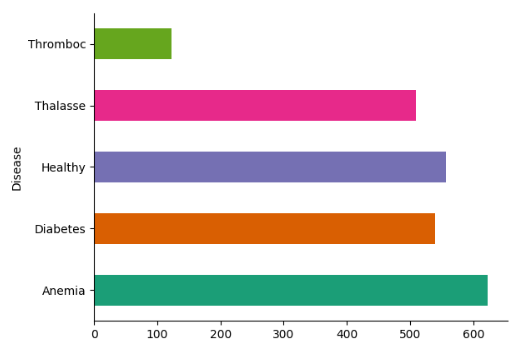 Thromboc
Thalasse
Healthy
Diabetes
Anemia
Disease
0 100 200 300 400 500 600